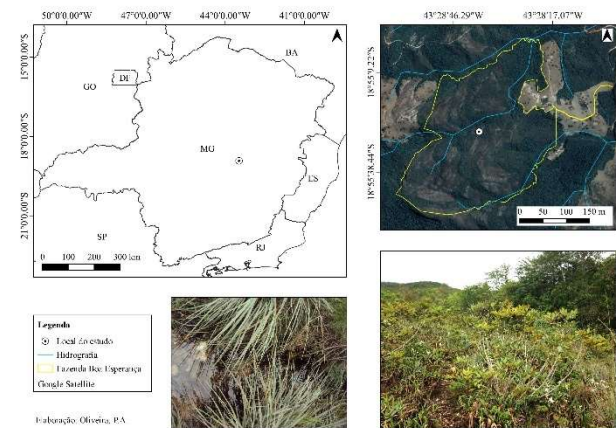 50°0'0.00"S 47°0'0.00"S 44°0'0.00"S 41°0'0.00"S
15°0'0.00"S
18°0'0.00"S
21°0'0.00"S
BA
DF
GO
MG
ES
SP
RJ
0 100 200 300 km
43°28'46.29"W 43°28'17.07"W
18°55'9.22"S
18°55'38.44"S
0 50 100 150 m
Legenda
Local do estudo
Hidrografia
Fazenda Boa Esperança
Google Satellite
Elaboração: Oliveira, P.A